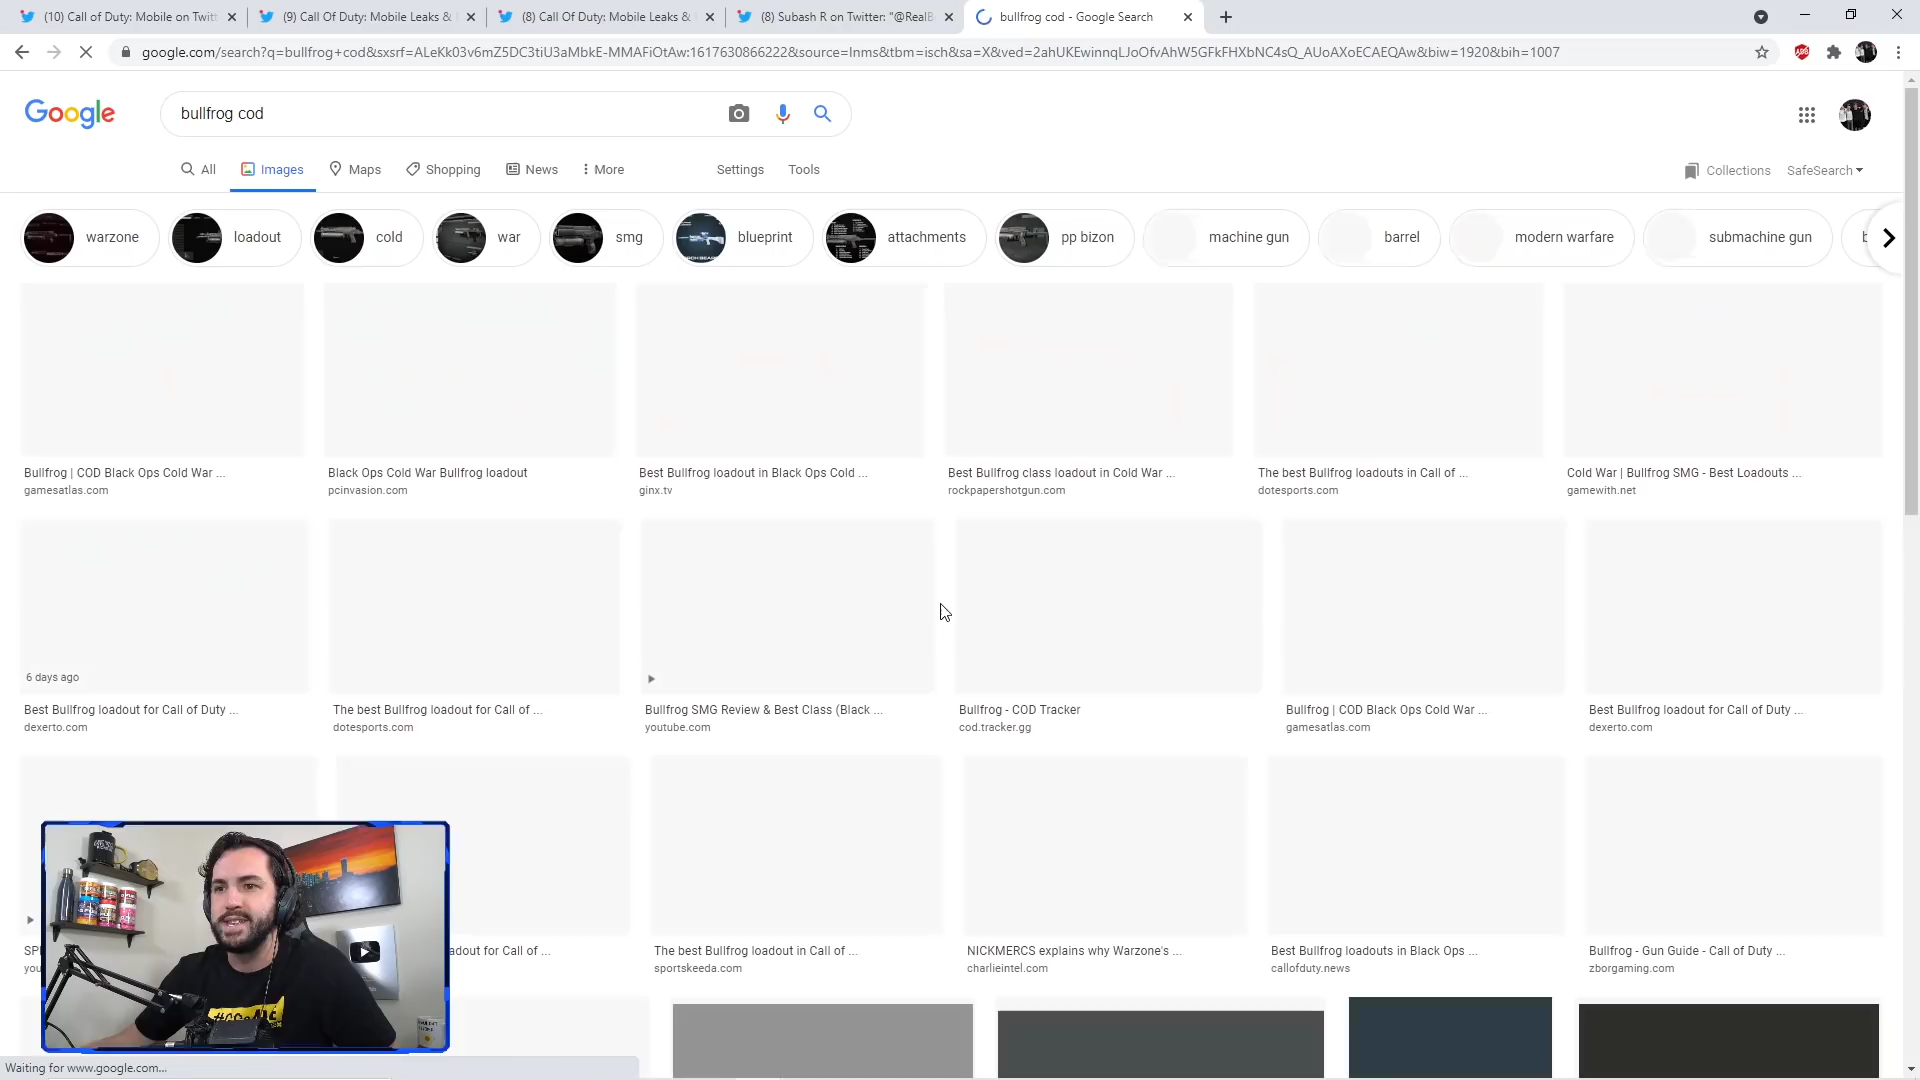 (10) Call of Duty: Mobile on Twitt
(9) Call Of Duty: Mobile Leaks &
(8) Call Of Duty: Mobile Leaks &
(8) Subash R on Twitter: "@RealB
bullfrog cod - Google Search
google.com/search?q=bullfrog+cod&sxsrf=ALeKk03v6mZ5DC3tiU3aMbkE-MMAFiOtAw:1617630866222&source=lnms&tbm=isch&sa=X&ved=2ahUKEwinnqLJoOfvAhW5GFkFHXbNC4sQ_AUoAXoECAEQAw&biw=1920&bih=1007
Google
bullfrog cod
All
Images
Maps
Shopping
News
More
Settings
Tools
Collections
SafeSearch
warzone
loadout
cold
war
smg
blueprint
attachments
pp bizon
machine gun
barrel
modern warfare
submachine gun
Bullfrog | COD Black Ops Cold War ...
gamesatlas.com
Black Ops Cold War Bullfrog loadout
pcinvasion.com
Best Bullfrog loadout in Black Ops Cold ...
ginx.tv
Best Bullfrog class loadout in Cold War ...
rockpapershotgun.com
The best Bullfrog loadouts in Call of ...
dotesports.com
Cold War | Bullfrog SMG - Best Loadouts ...
gamewith.net
6 days ago
Best Bullfrog loadout for Call of Duty ...
dexerto.com
The best Bullfrog loadout for Call of ...
dotesports.com
Bullfrog SMG Review & Best Class (Black ...
youtube.com
Bullfrog - COD Tracker
cod.tracker.gg
Bullfrog | COD Black Ops Cold War ...
gamesatlas.com
Best Bullfrog loadout for Call of Duty ...
dexerto.com
SP
you
adout for Call of ...
The best Bullfrog loadout in Call of ...
sportskeeda.com
NICKMERCS explains why Warzone's ...
charlieintel.com
Best Bullfrog loadouts in Black Ops ...
callofduty.news
Bullfrog - Gun Guide - Call of Duty ...
zborgaming.com
Waiting for www.google.com...